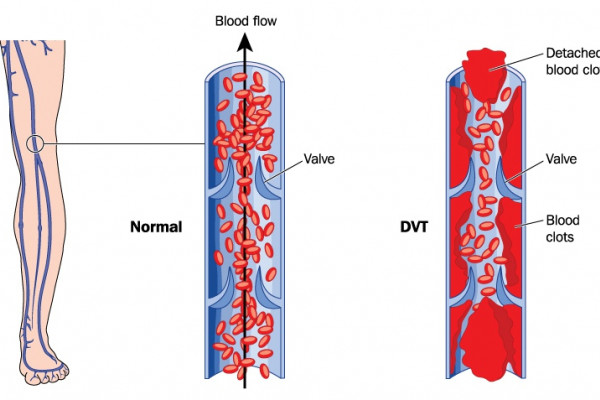 Blood flow
Detached
blood clo
Valve
Valve
Normal
DVT
Blood
clots